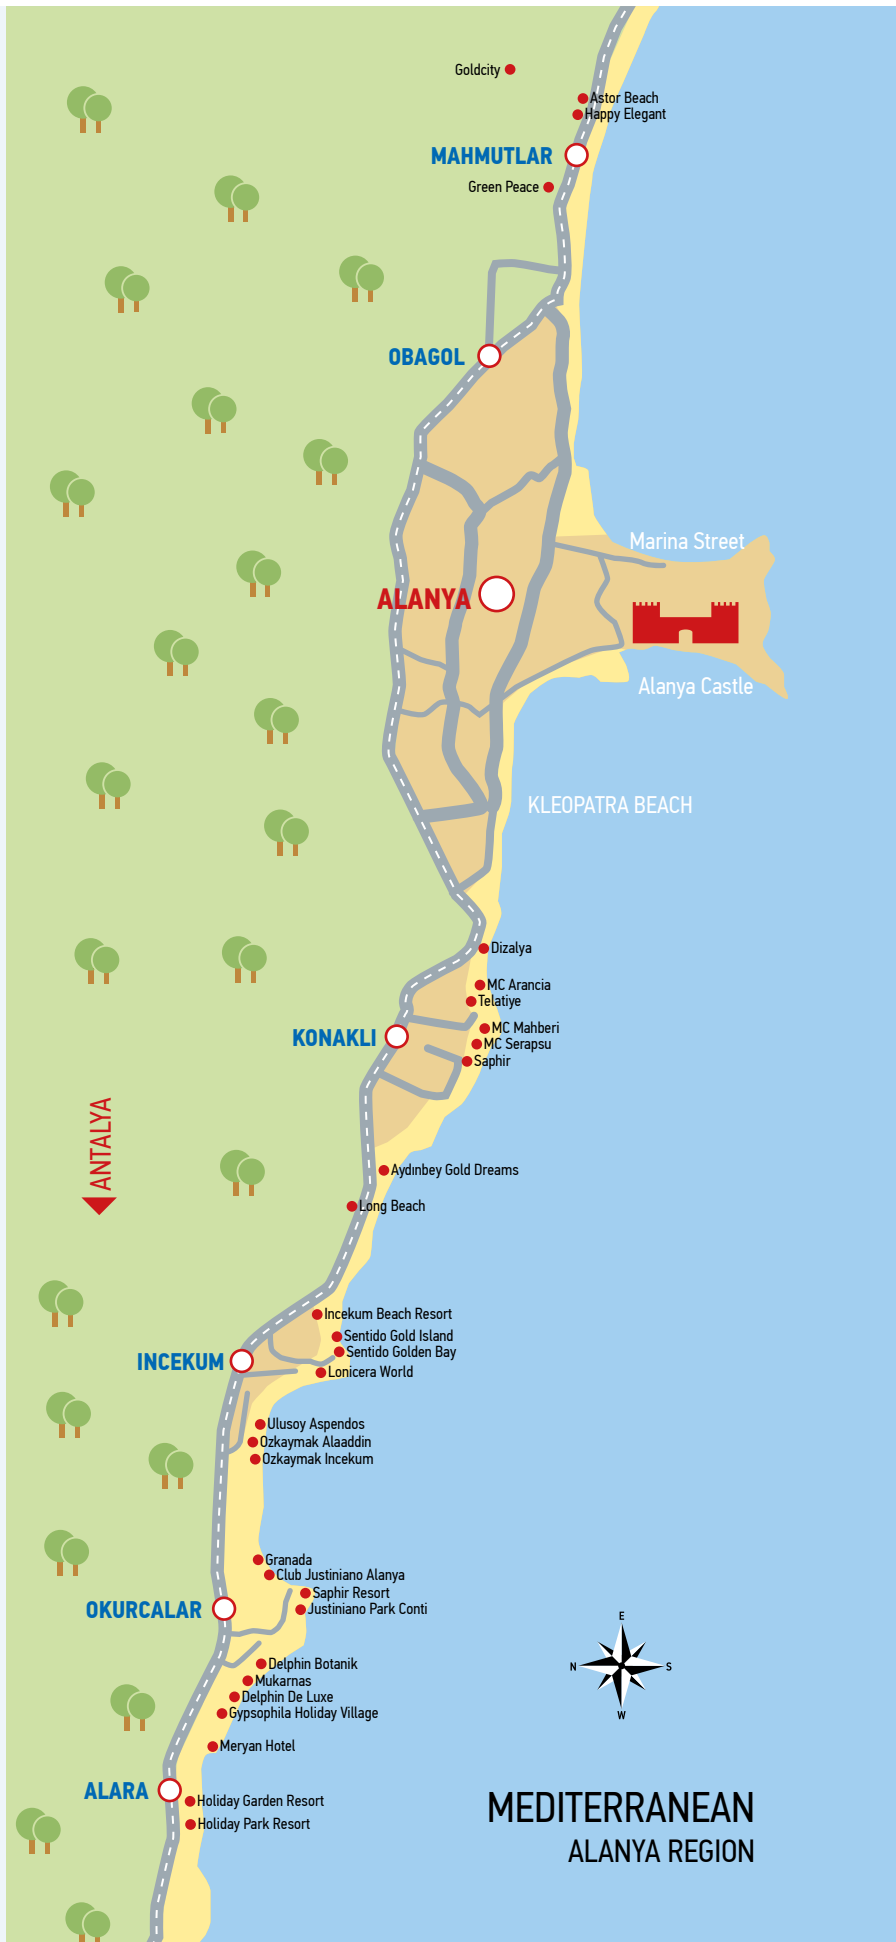 Goldcity
Astor Beach
Happy Elegant
MAHMUTLAR
Green Peace
OBAGOL
Marina Street
ALANYA
Alanya Castle
KLEOPATRA BEACH
Dizalya
MC Arancia
Telatiye
MC Mahberi
KONAKLI
MC Serapsu
Saphir
ANTALYA
Aydınbey Gold Dreams
Long Beach
Incekum Beach Resort
Sentido Gold Island
Sentido Golden Bay
INCEKUM
Lonicera World
Ulusoy Aspendos
Ozkaymak Alaaddin
Ozkaymak Incekum
Granada
Club Justiniano Alanya
Saphir Resort
OKURCALAR
Justiniano Park Conti
E
N
S
W
Delphin Botanik
Mukarnas
Delphin De Luxe
Gypsophila Holiday Village
Meryan Hotel
ALARA
Holiday Garden Resort
Holiday Park Resort
MEDITERRANEAN
ALANYA REGION